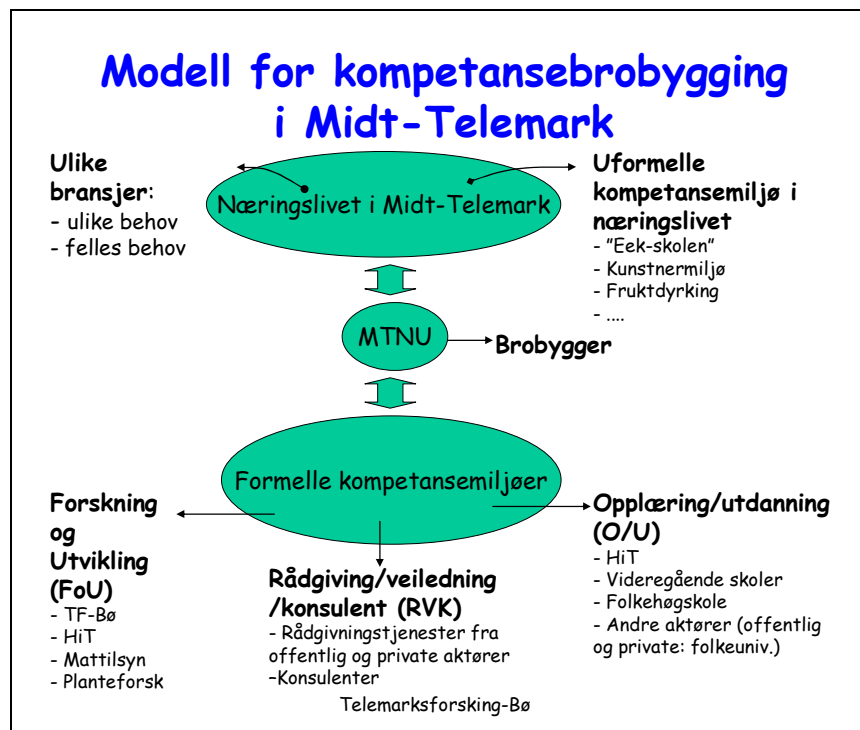 Modell for kompetansebrobygging
i Midt-Telemark
Ulike
bransjer:
- ulike behov
- felles behov
Næringslivet i Midt-Telemark
Uformelle
kompetansemiljø i
næringslivet
- "Eek-skolen"
- Kunstnermiljø
- Fruktdyrking
- ....
MTNU
Brobygger
Formelle kompetansemiljøer
Forskning
og
Utvikling
(FoU)
- TF-Bø
- HiT
- Mattilsyn
- Planteforsk
Rådgiving/veiledning
/konsulent (RVK)
- Rådgivningstjenester fra
offentlig og private aktører
-Konsulenter
Opplæring/utdanning
(O/U)
- HiT
- Videregående skoler
- Folkehøgskole
- Andre aktører (offentlig
og private: folkeuniv.)
Telemarksforsking-Bø